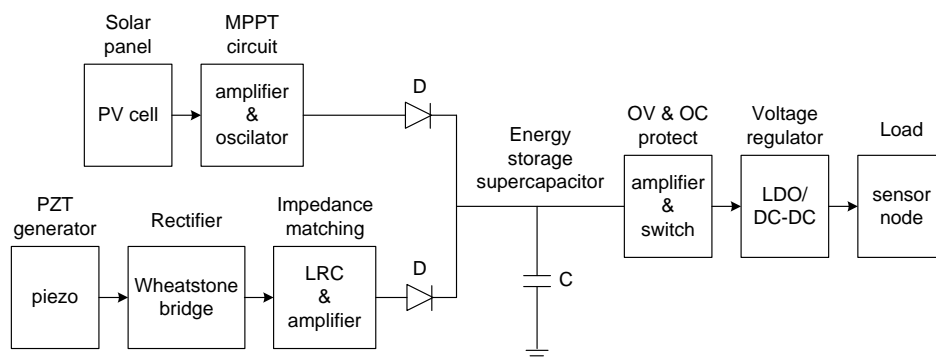 Solar
panel
PV cell
MPPT
circuit
amplifier
&
oscilator
D
PZT
generator
piezo
Rectifier
Wheatstone
bridge
Impedance
matching
LRC
&
amplifier
D
Energy
storage
supercapacitor
C
OV & OC
protect
amplifier
&
switch
Voltage
regulator
LDO/
DC-DC
Load
sensor
node